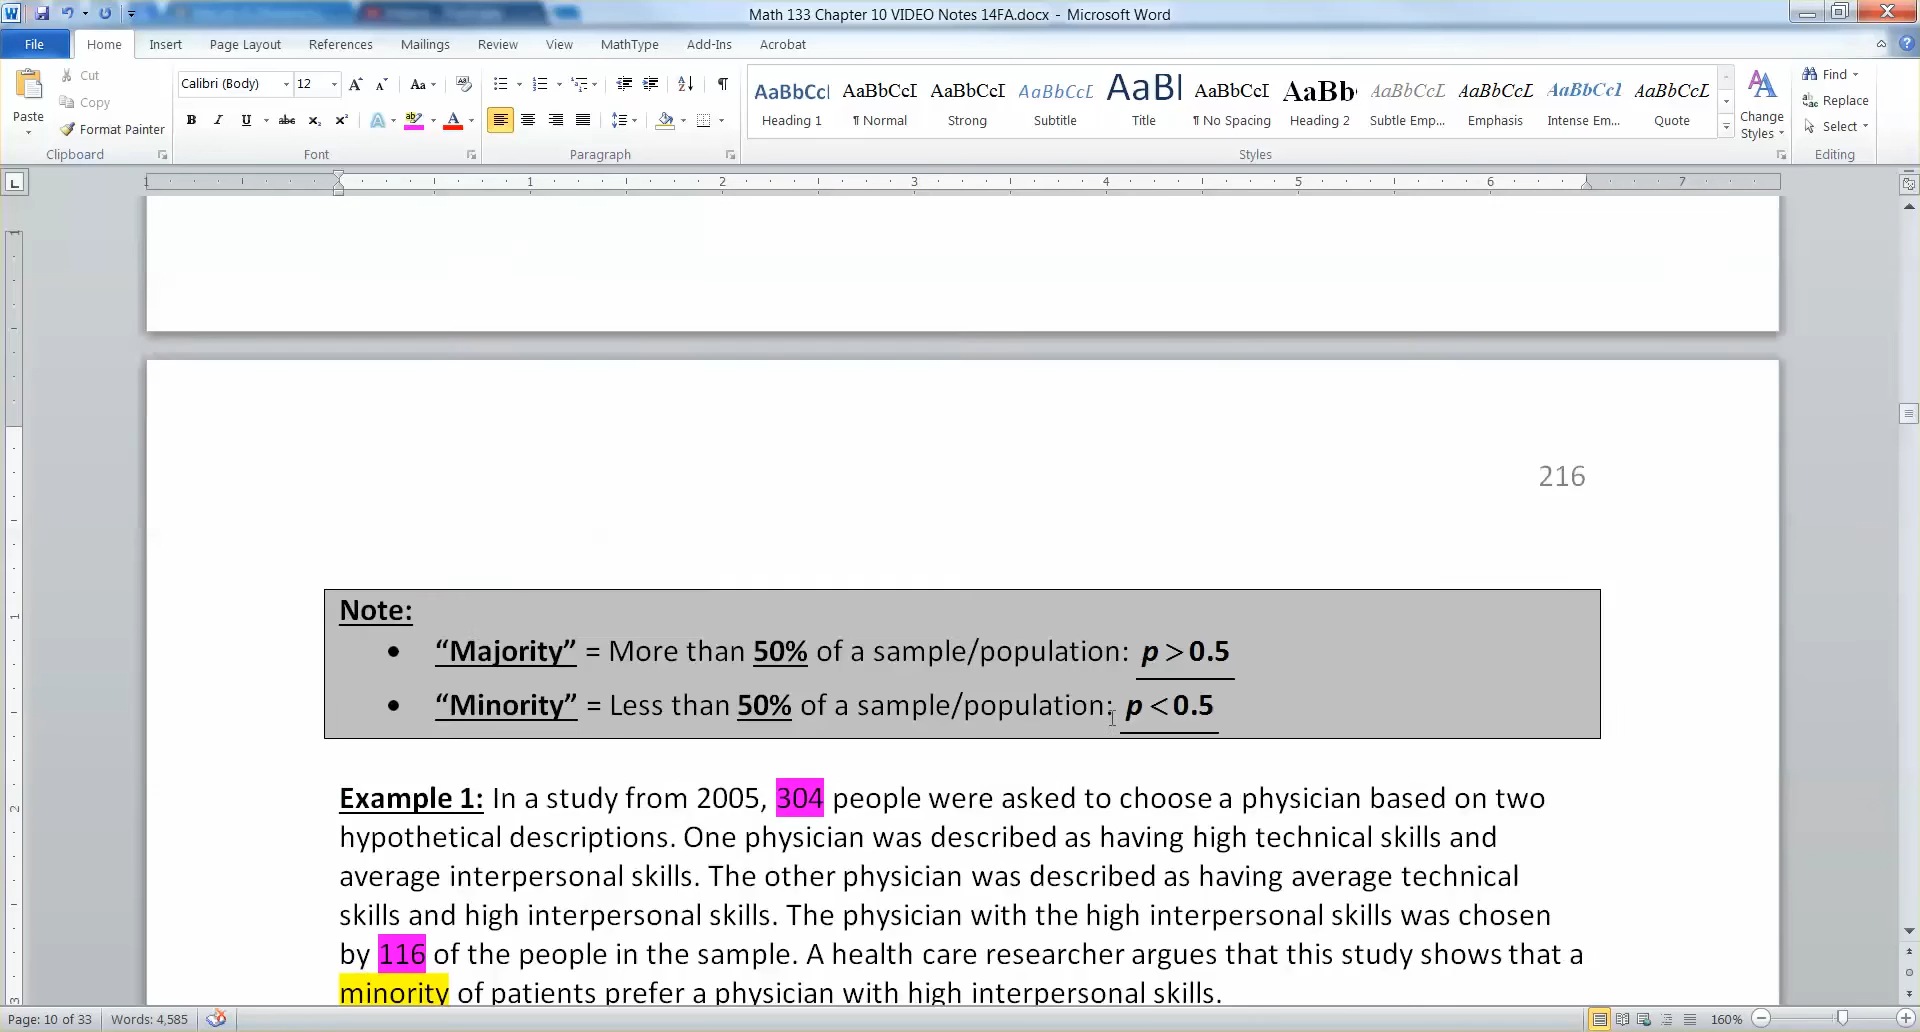 Math 133 Chapter 10 VIDEO Notes 14FA.docx - Microsoft Word
File Home Insert Page Layout References Mailings Review View MathType Add-Ins Acrobat
Paste
Cut
Copy
Format Painter
Clipboard
Calibri (Body) 12
Font
Paragraph
AaBbCcI AaBbCcI AaBbCcI AaBbCcL AaBl AaBbCcI AaBb AaBbCcL AaBbCcL AaBbCcI AaBbCcL
Heading 1 ¶ Normal Strong Subtitle Title ¶ No Spacing Heading 2 Subtle Emp... Emphasis Intense Em... Quote
Styles
Change Styles
Find
Replace
Select
Editing
1 1 2 3 4 5 6 7
216
Note:
• “Majority” = More than 50% of a sample/population: p > 0.5
• “Minority” = Less than 50% of a sample/population: p < 0.5
Example 1: In a study from 2005, 304 people were asked to choose a physician based on two
hypothetical descriptions. One physician was described as having high technical skills and
average interpersonal skills. The other physician was described as having average technical
skills and high interpersonal skills. The physician with the high interpersonal skills was chosen
by 116 of the people in the sample. A health care researcher argues that this study shows that a
minority of patients prefer a physician with high interpersonal skills.
Page: 10 of 33 Words: 4,585 160%